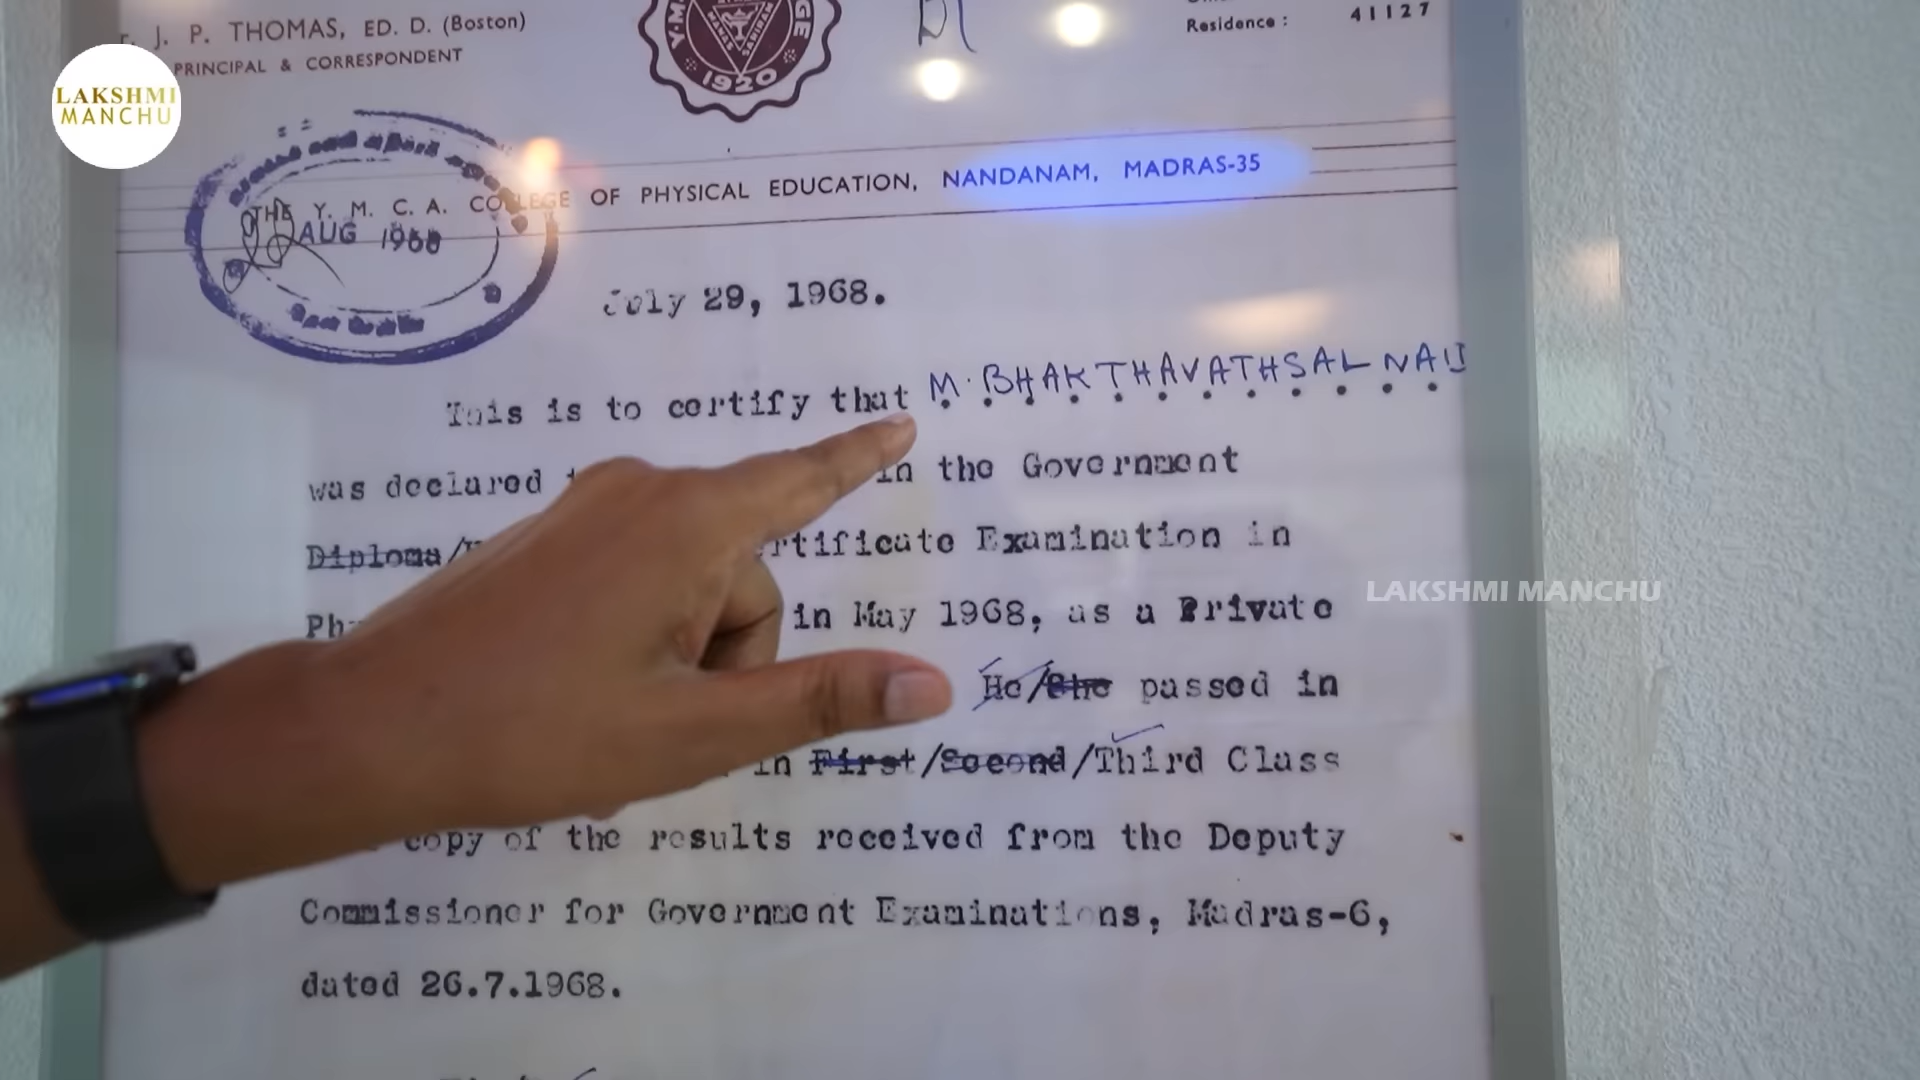 J. P. THOMAS, ED. D. (Boston)
PRINCIPAL & CORRESPONDENT
1920
Residence : 41127
LAKSHMI
MANCHU
THE Y. M. C. A. COLLEGE OF PHYSICAL EDUCATION, NANDANAM, MADRAS-35
AUG 1968
July 29, 1968.
This is to certify that M. BHAKTHAVATHSAL NAI
was declared in the Government
Diploma/ Examination in
in May 1968, as a Private
He/She passed in
in First/Second/Third Class
copy of the results received from the Deputy
Commissioner for Government Examinations, Madras-6,
dated 26.7.1968.
LAKSHMI MANCHU